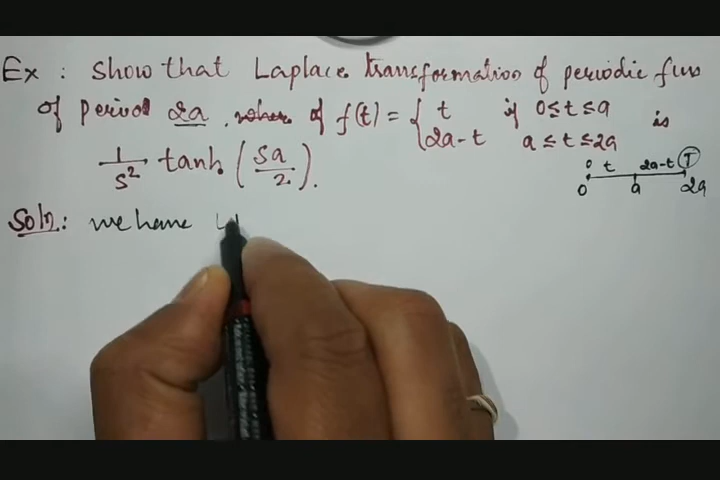 Ex : Show that Laplace transformation of periodic fun
of period 2a of f(t) = { t if 0≤t≤a is
2a-t a≤t≤2a
1/s² tanh (sa/2).
0 t 2a-t T
0 a 2a
Soln: we have